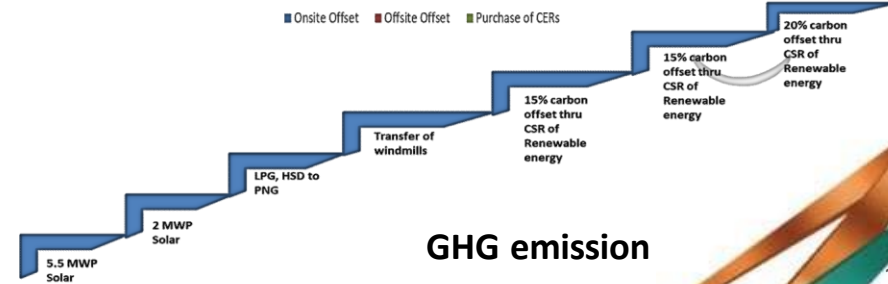 Onsite Offset Offsite Offset Purchase of CERs
20% carbon
offset thru
CSR of
Renewable
energy
15% carbon
offset thru
CSR of
Renewable
energy
15% carbon
offset thru
CSR of
Renewable
energy
Transfer of
windmills
LPG, HSD to
PNG
2 MWP
Solar
5.5 MWP
Solar
GHG emission